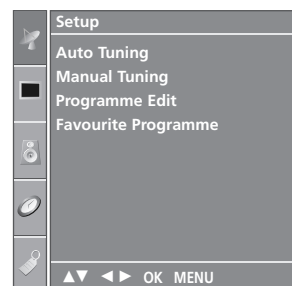 Setup
Auto Tuning
Manual Tuning
Programme Edit
Favourite Programme
▲▼ ◄► OK MENU